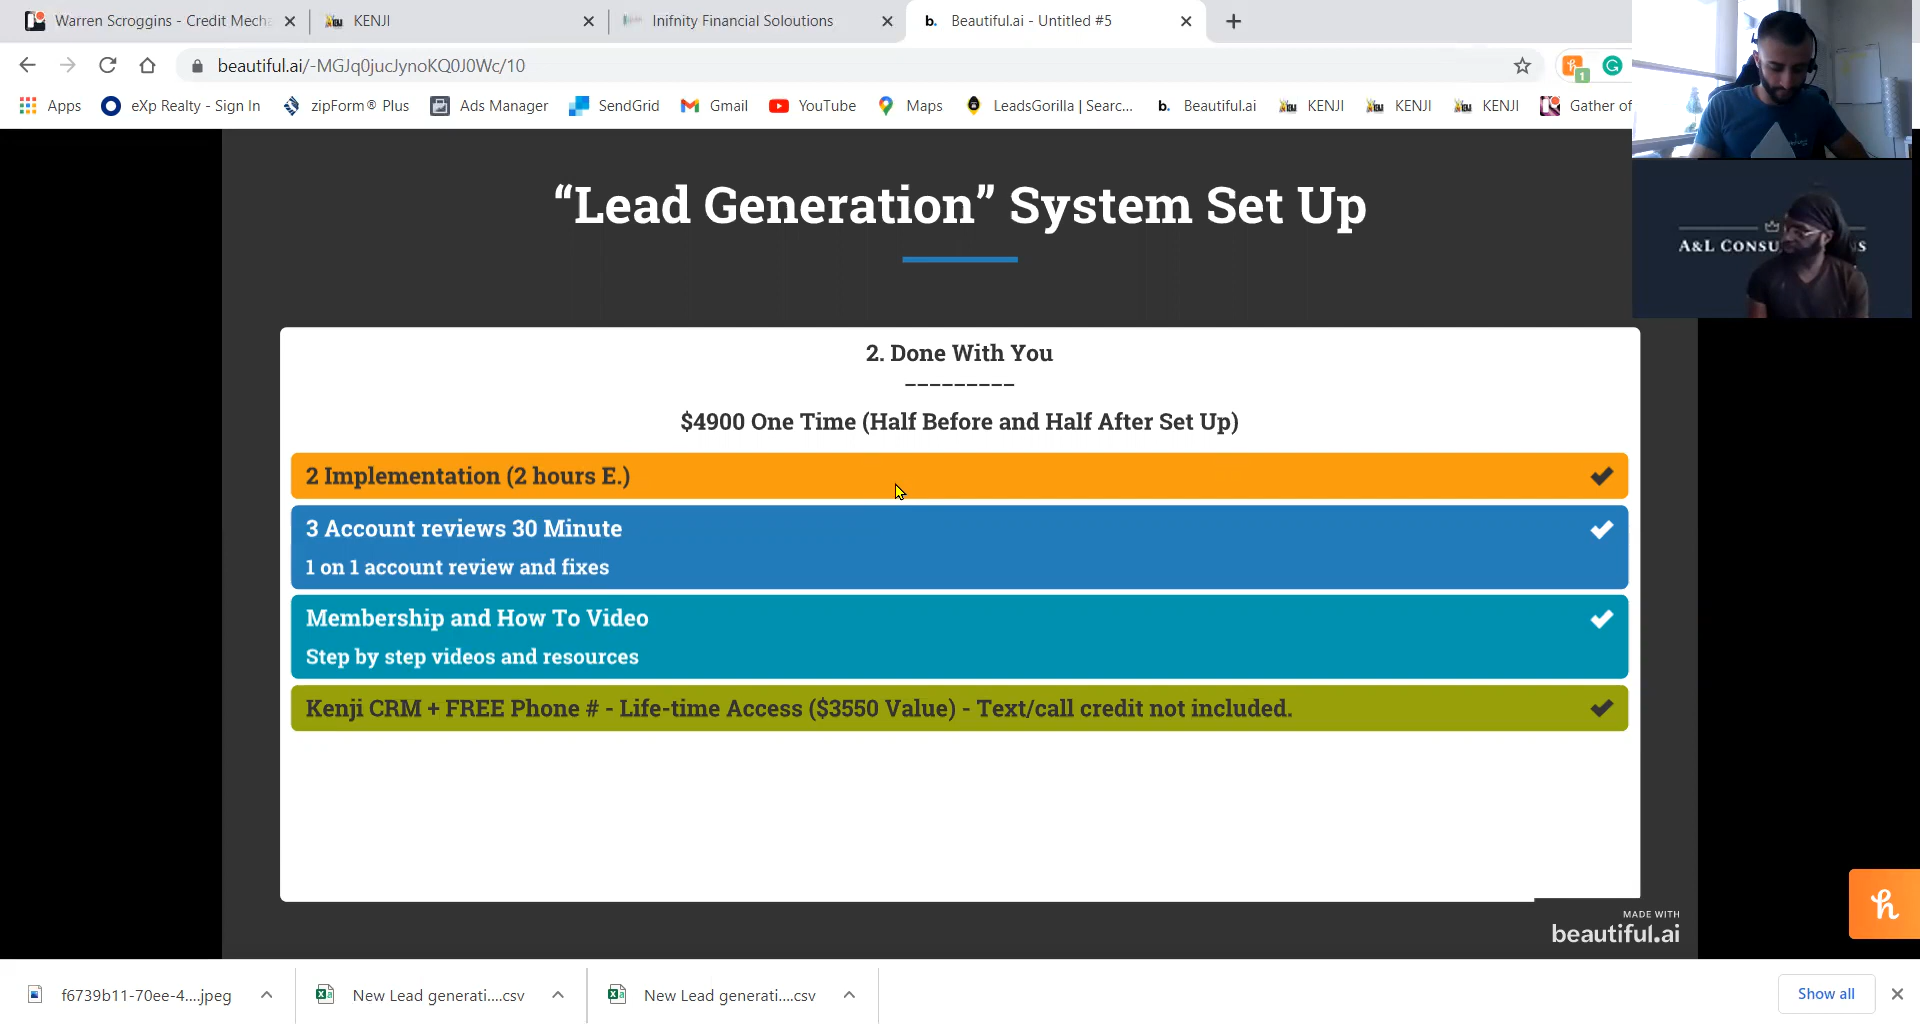 Warren Scroggins - Credit Mech
KENJI
Inifnity Financial Soloutions
b. Beautiful.ai - Untitled #5
beautiful.ai/-MGJq0jucJynoKQ0J0Wc/10
1
Apps
eXp Realty - Sign In
zipForm® Plus
Ads Manager
SendGrid
Gmail
YouTube
Maps
LeadsGorilla | Searc...
b. Beautiful.ai
KENJI
KENJI
KENJI
Gather of
A&L CONSU
S
“Lead Generation” System Set Up
2. Done With You
---------
$4900 One Time (Half Before and Half After Set Up)
2 Implementation (2 hours E.)
3 Account reviews 30 Minute
1 on 1 account review and fixes
Membership and How To Video
Step by step videos and resources
Kenji CRM + FREE Phone # - Life-time Access ($3550 Value) - Text/call credit not included.
MADE WITH
beautiful.ai
h
f6739b11-70ee-4....jpeg
New Lead generati....csv
New Lead generati....csv
Show all